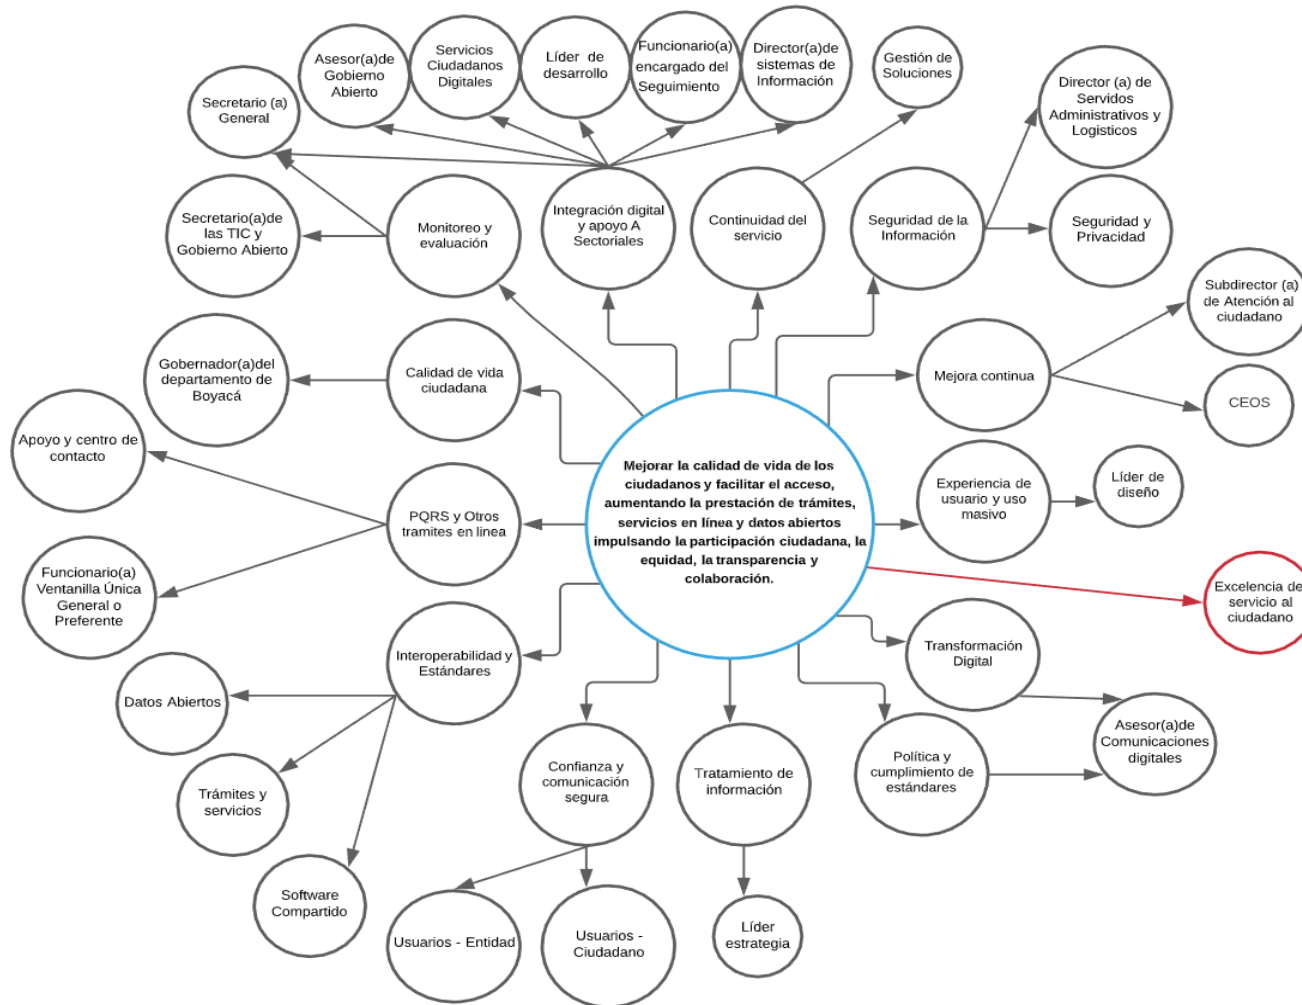 Asesor(a)de
Gobierno
Abierto
Servicios
Ciudadanos
Digitales
Líder de
desarrollo
Funcionario(a)
encargado del
Seguimiento
Director(a)de
sistemas de
Información
Gestión de
Soluciones
Secretario (a)
General
Director (a) de
Servidos
Administrativos y
Logisticos
Secretario(a)de
las TIC y
Gobierno Abierto
Monitoreo y
evaluación
Integración digital
y apoyo A
Sectoriales
Continuidad del
servicio
Seguridad de la
Información
Seguridad y
Privacidad
Subdirector (a)
de Atención al
ciudadano
Gobernador(a)del
departamento de
Boyacá
Calidad de vida
ciudadana
Mejora continua
CEOS
Apoyo y centro de
contacto
Mejorar la calidad de vida de los
ciudadanos y facilitar el acceso,
aumentando la prestación de trámites,
servicios en línea y datos abiertos
impulsando la participación ciudadana, la
equidad, la transparencia y
colaboración.
Experiencia de
usuario y uso
masivo
Líder de
diseño
PQRS y Otros
tramites en linea
Funcionario(a)
Ventanilla Única
General o
Preferente
Excelencia de
servicio al
ciudadano
Interoperabilidad y
Estándares
Transformación
Digital
Datos Abiertos
Asesor(a)de
Comunicaciones
digitales
Trámites y
servicios
Confianza y
comunicación
segura
Tratamiento de
información
Política y
cumplimiento de
estándares
Software
Compartido
Usuarios - Entidad
Usuarios -
Ciudadano
Líder
estrategia